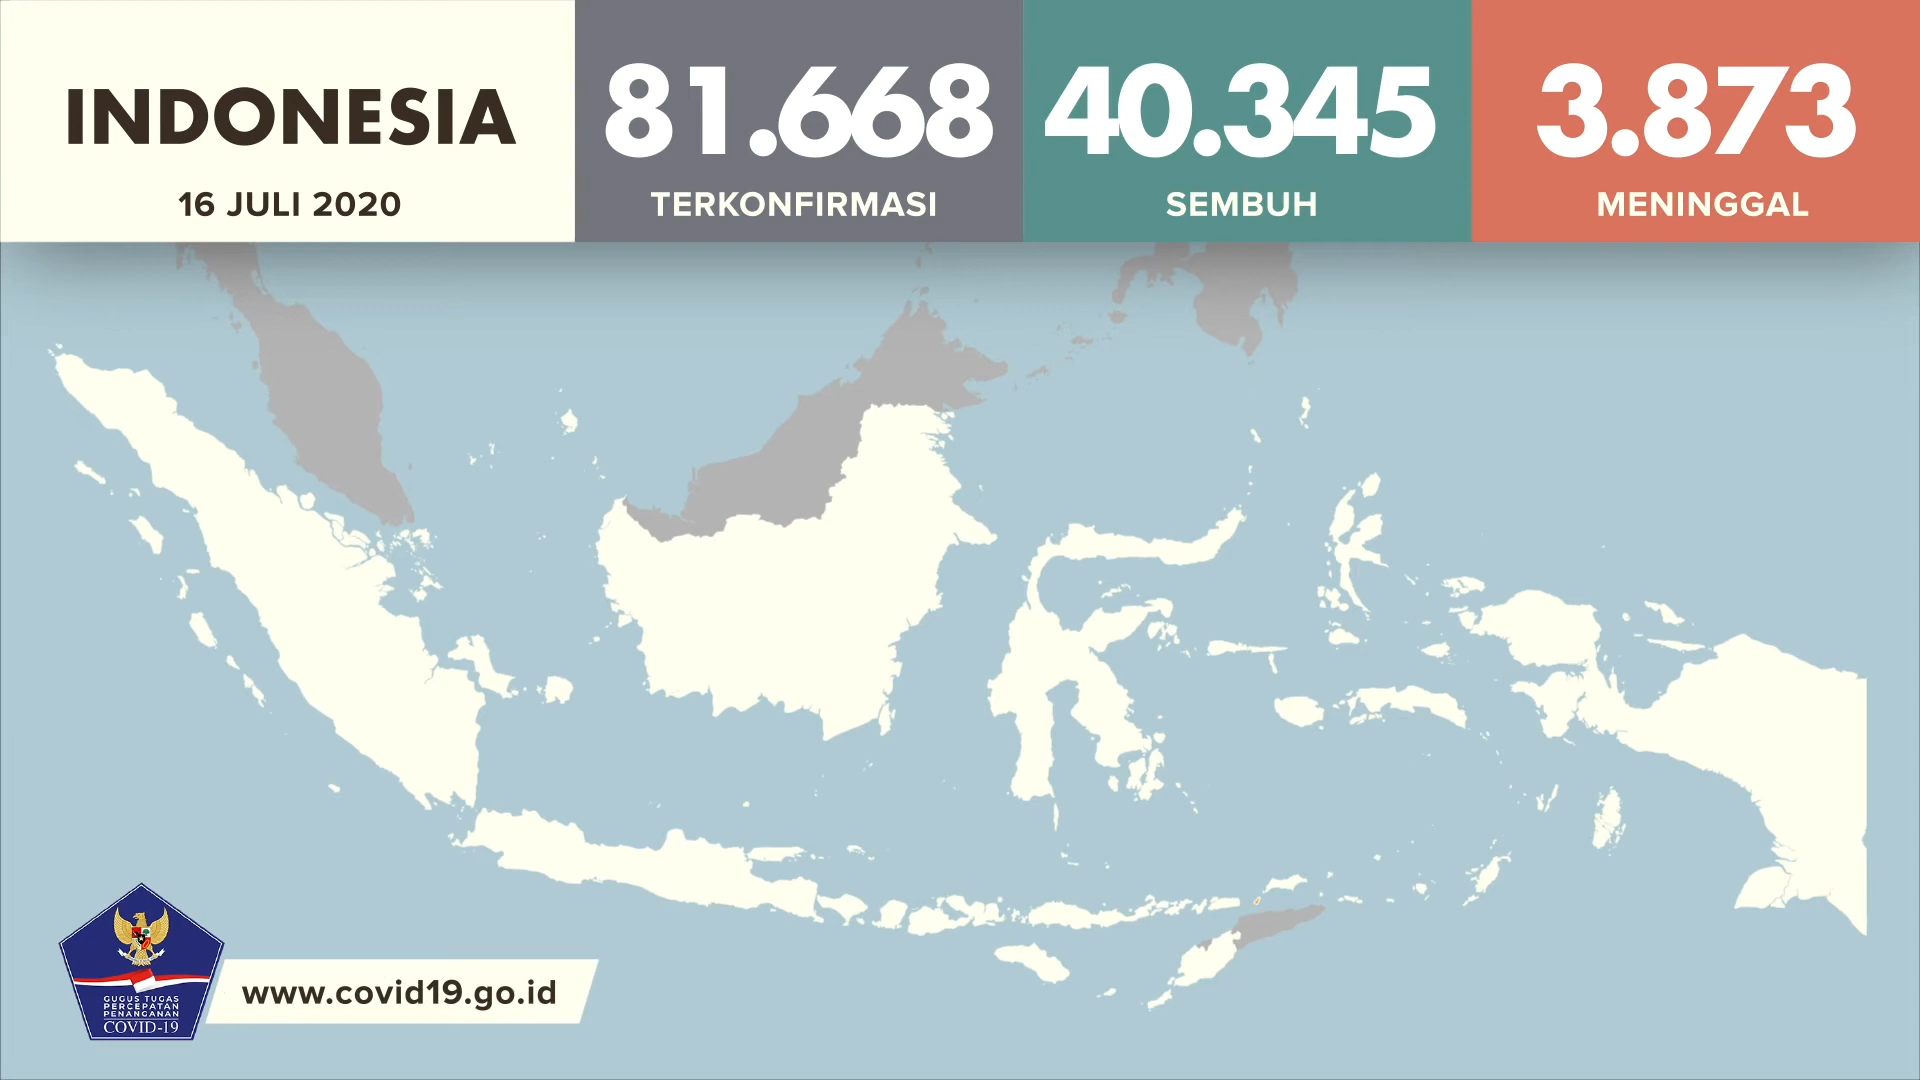 INDONESIA
16 JULI 2020
81.668
TERKONFIRMASI
40.345
SEMBUH
3.873
MENINGGAL
GUGUS TUGAS
PERCEPATAN
PENANGANAN
COVID-19
www.covid19.go.id